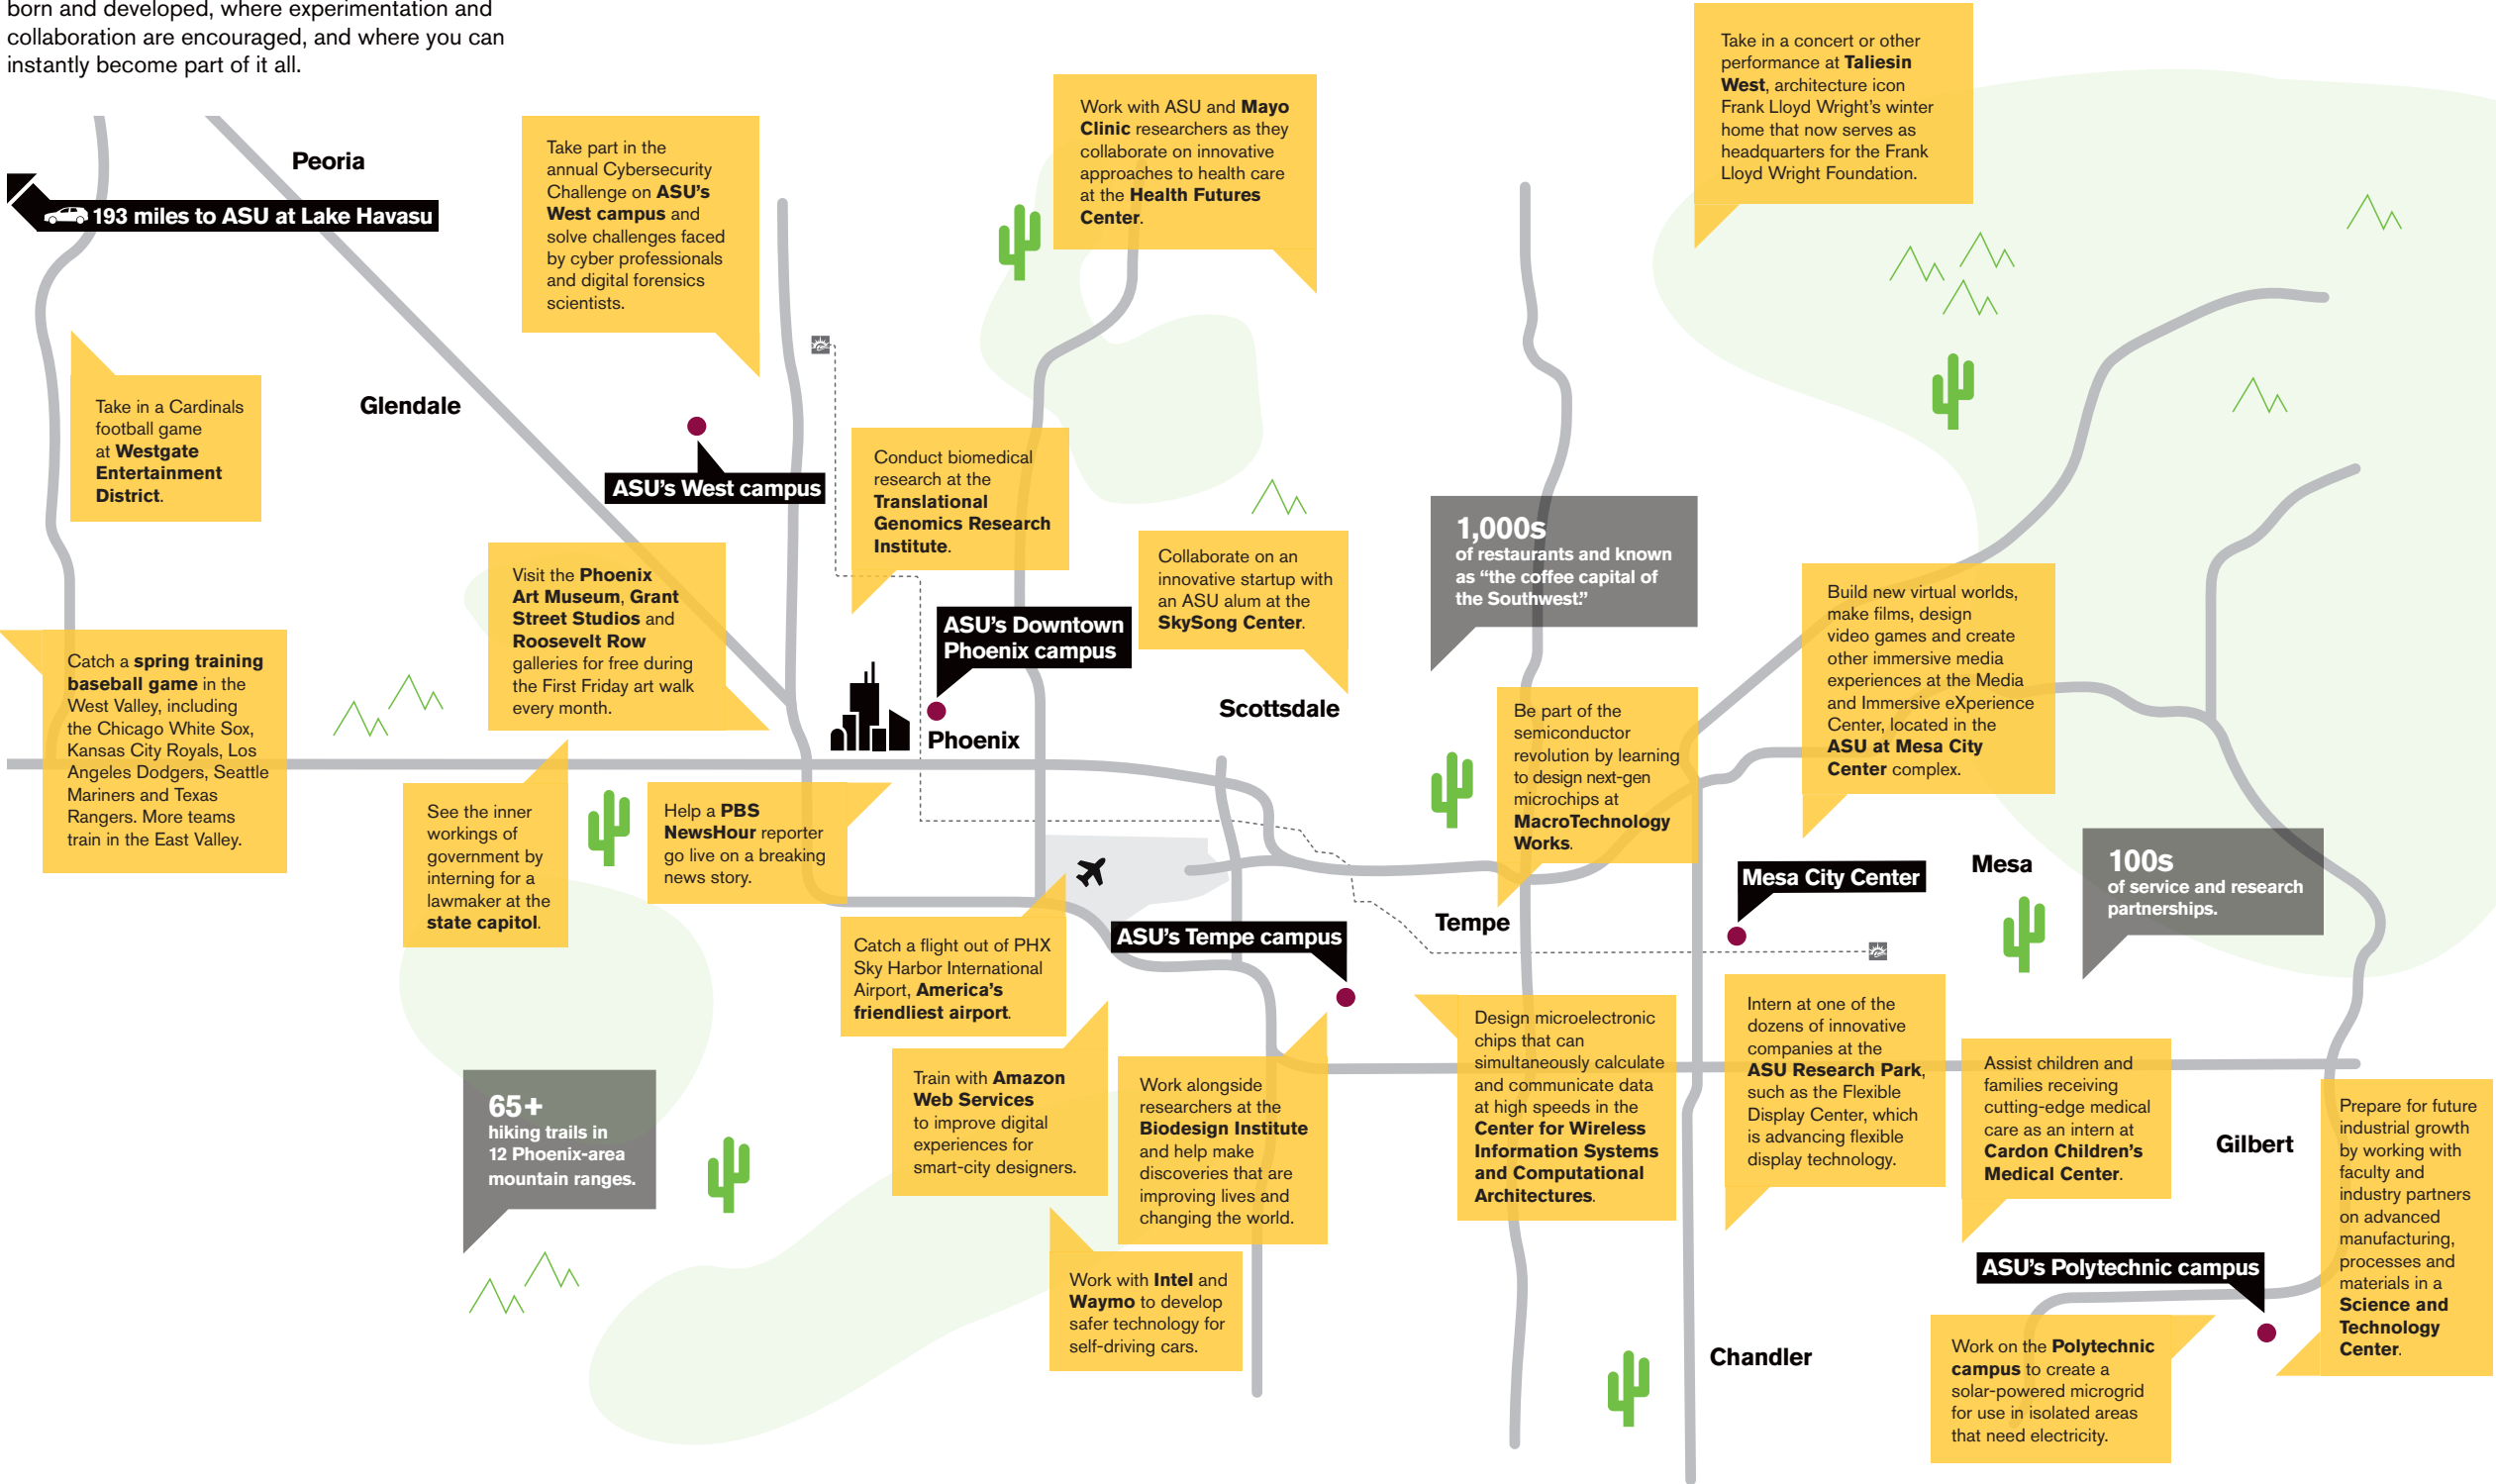 born and developed, where experimentation and
collaboration are encouraged, and where you can
instantly become part of it all.
Take in a concert or other
performance at Taliesin
West, architecture icon
Frank Lloyd Wright's winter
home that now serves as
headquarters for the Frank
Lloyd Wright Foundation.
Work with ASU and Mayo
Clinic researchers as they
collaborate on innovative
approaches to health care
at the Health Futures
Center.
Take part in the
annual Cybersecurity
Challenge on ASU's
West campus and
solve challenges faced
by cyber professionals
and digital forensics
scientists.
Peoria
193 miles to ASU at Lake Havasu
Glendale
Take in a Cardinals
football game
at Westgate
Entertainment
District.
ASU's West campus
Conduct biomedical
research at the
Translational
Genomics Research
Institute.
Collaborate on an
innovative startup with
an ASU alum at the
SkySong Center.
1,000s
of restaurants and known
as “the coffee capital of
the Southwest.”
Visit the Phoenix
Art Museum, Grant
Street Studios and
Roosevelt Row
galleries for free during
the First Friday art walk
every month.
Build new virtual worlds,
make films, design
video games and create
other immersive media
experiences at the Media
and Immersive eXperience
Center, located in the
ASU at Mesa City
Center complex.
ASU's Downtown
Phoenix campus
Catch a spring training
baseball game in the
West Valley, including
the Chicago White Sox,
Kansas City Royals, Los
Angeles Dodgers, Seattle
Mariners and Texas
Rangers. More teams
train in the East Valley.
Phoenix
Scottsdale
Be part of the
semiconductor
revolution by learning
to design next-gen
microchips at
MacroTechnology
Works.
See the inner
workings of
government by
interning for a
lawmaker at the
state capitol.
Help a PBS
NewsHour reporter
go live on a breaking
news story.
Mesa City Center
Mesa
100s
of service and research
partnerships.
Catch a flight out of PHX
Sky Harbor International
Airport, America's
friendliest airport.
ASU's Tempe campus
Tempe
65+
hiking trails in
12 Phoenix-area
mountain ranges.
Train with Amazon
Web Services
to improve digital
experiences for
smart-city designers.
Work alongside
researchers at the
Biodesign Institute
and help make
discoveries that are
improving lives and
changing the world.
Design microelectronic
chips that can
simultaneously calculate
and communicate data
at high speeds in the
Center for Wireless
Information Systems
and Computational
Architectures.
Intern at one of the
dozens of innovative
companies at the
ASU Research Park,
such as the Flexible
Display Center, which
is advancing flexible
display technology.
Assist children and
families receiving
cutting-edge medical
care as an intern at
Cardon Children's
Medical Center.
Gilbert
Prepare for future
industrial growth
by working with
faculty and
industry partners
on advanced
manufacturing,
processes and
materials in a
Science and
Technology
Center.
Work with Intel and
Waymo to develop
safer technology for
self-driving cars.
ASU's Polytechnic campus
Chandler
Work on the Polytechnic
campus to create a
solar-powered microgrid
for use in isolated areas
that need electricity.